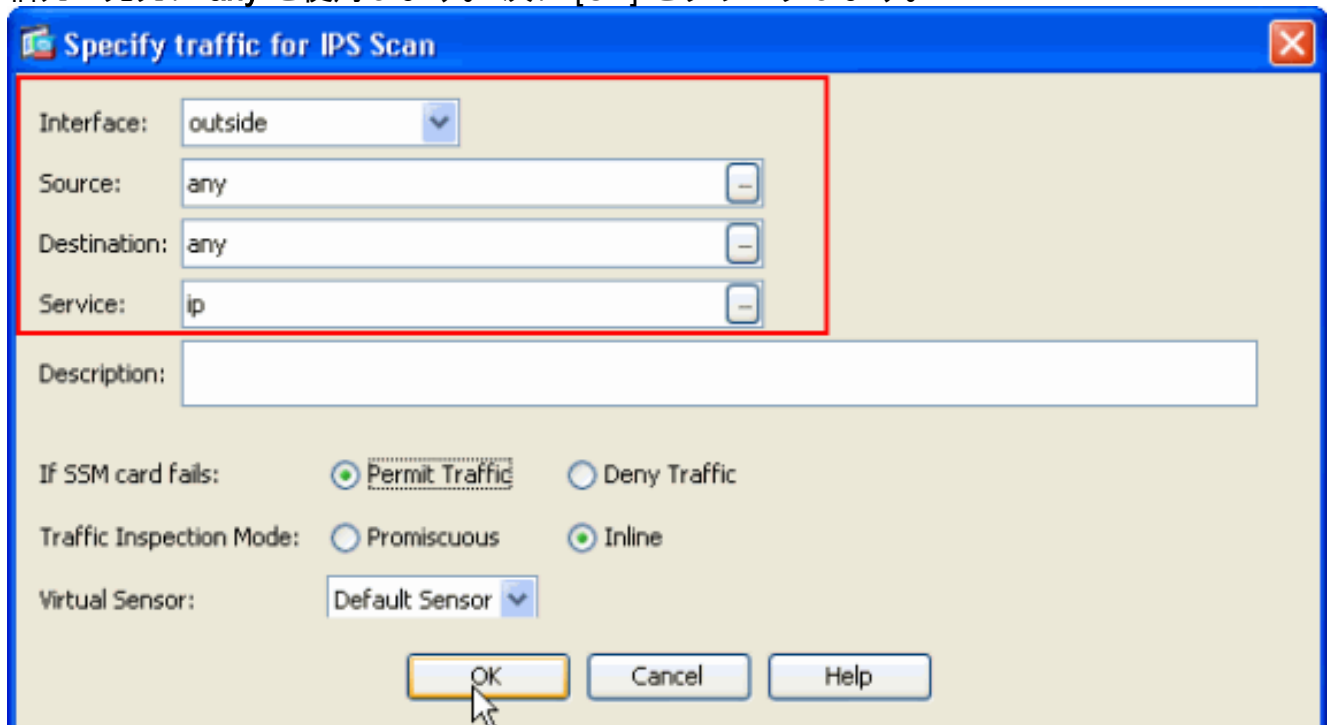 Specify traffic for IPS Scan
Interface: outside
Source: any
Destination: any
Service: ip
Description:
If SSM card fails: Permit Traffic Deny Traffic
Traffic Inspection Mode: Promiscuous Inline
Virtual Sensor: Default Sensor
OK Cancel Help